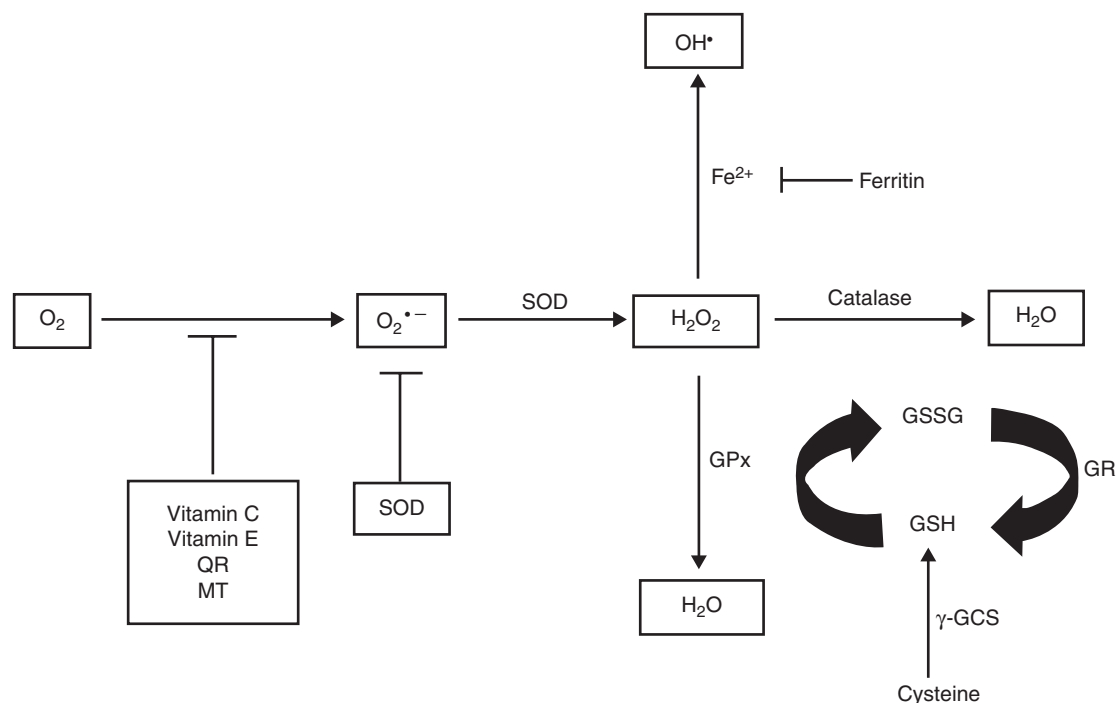 OH•
Fe²⁺
Ferritin
O₂
O₂•−
SOD
H₂O₂
Catalase
H₂O
Vitamin C
Vitamin E
QR
MT
SOD
GPx
H₂O
GSSG
GR
GSH
γ-GCS
Cysteine